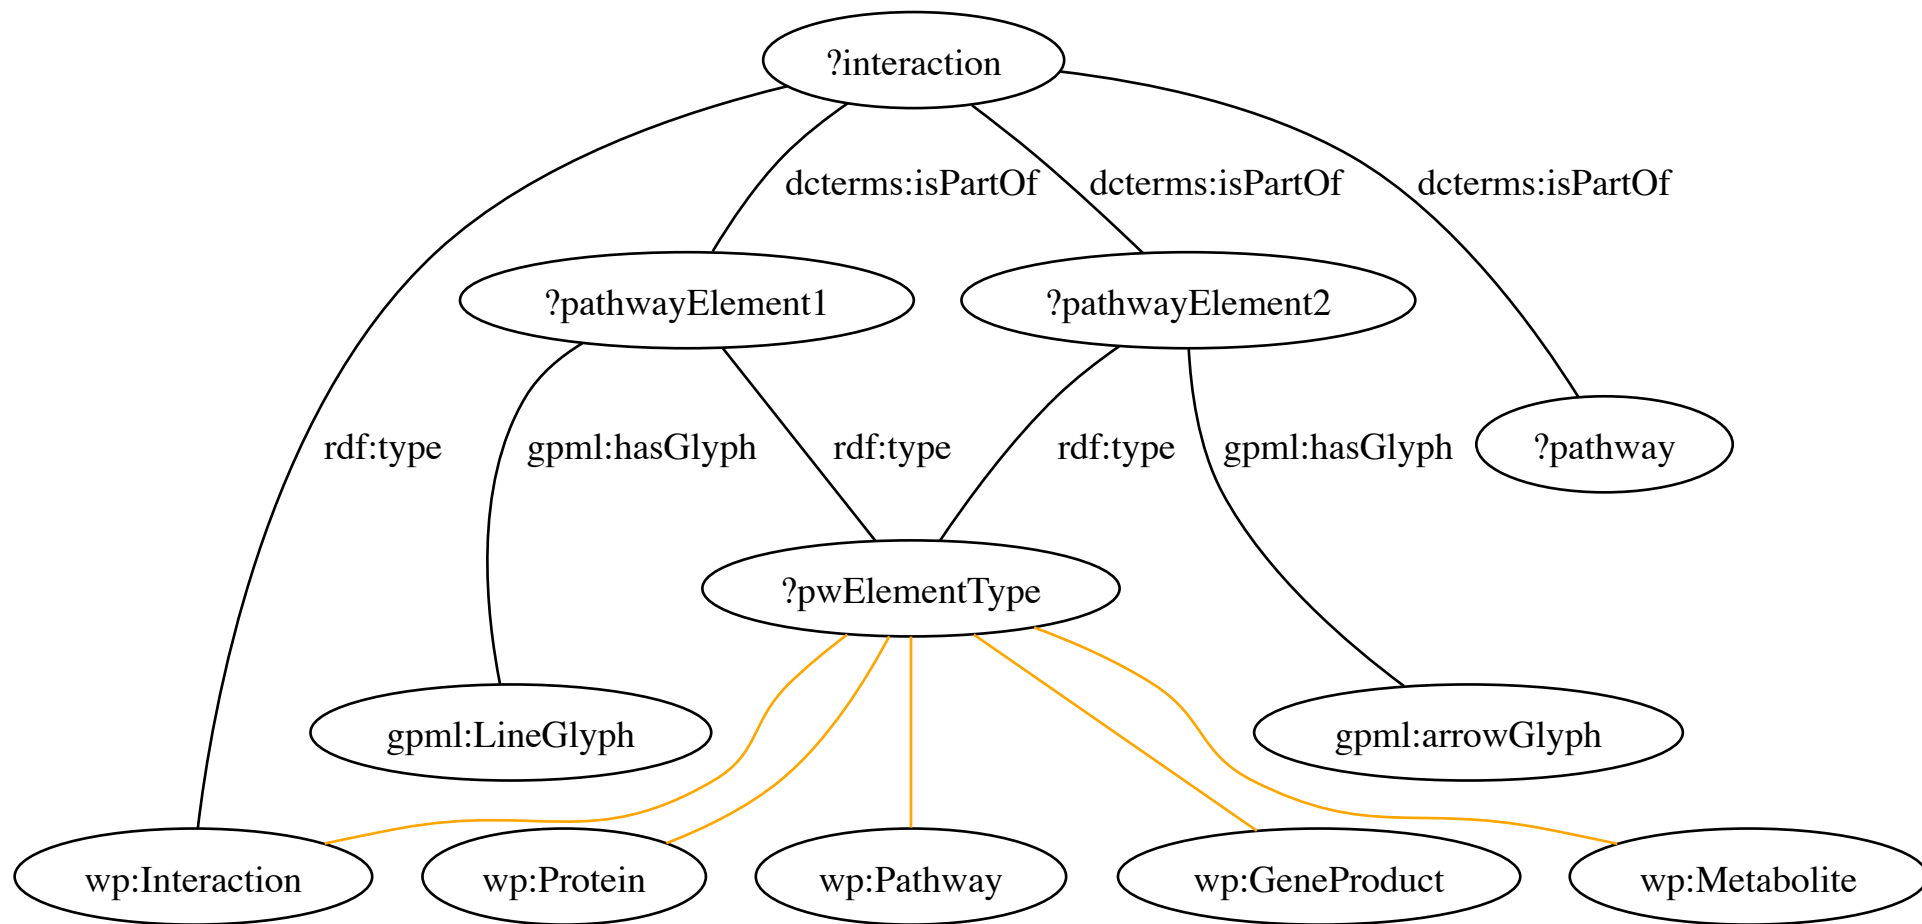 ?interaction
dcterms:isPartOf dcterms:isPartOf dcterms:isPartOf
?pathwayElement1 ?pathwayElement2
rdf:type gpml:hasGlyph rdf:type rdf:type gpml:hasGlyph ?pathway
?pwElementType
gpml:LineGlyph gpml:arrowGlyph
wp:Interaction wp:Protein wp:Pathway wp:GeneProduct wp:Metabolite